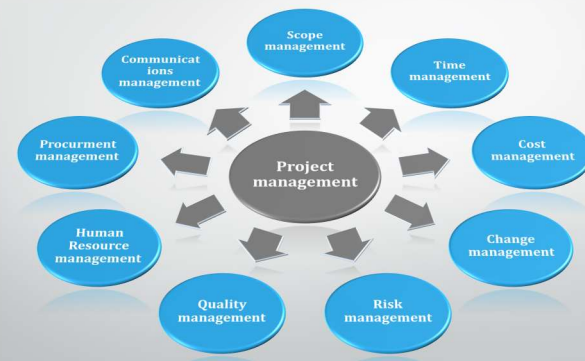 Scope
management
Time
management
Cost
management
Change
management
Risk
management
Quality
management
Human
Resource
management
Procurment
management
Communicat
ions
management
Project
management